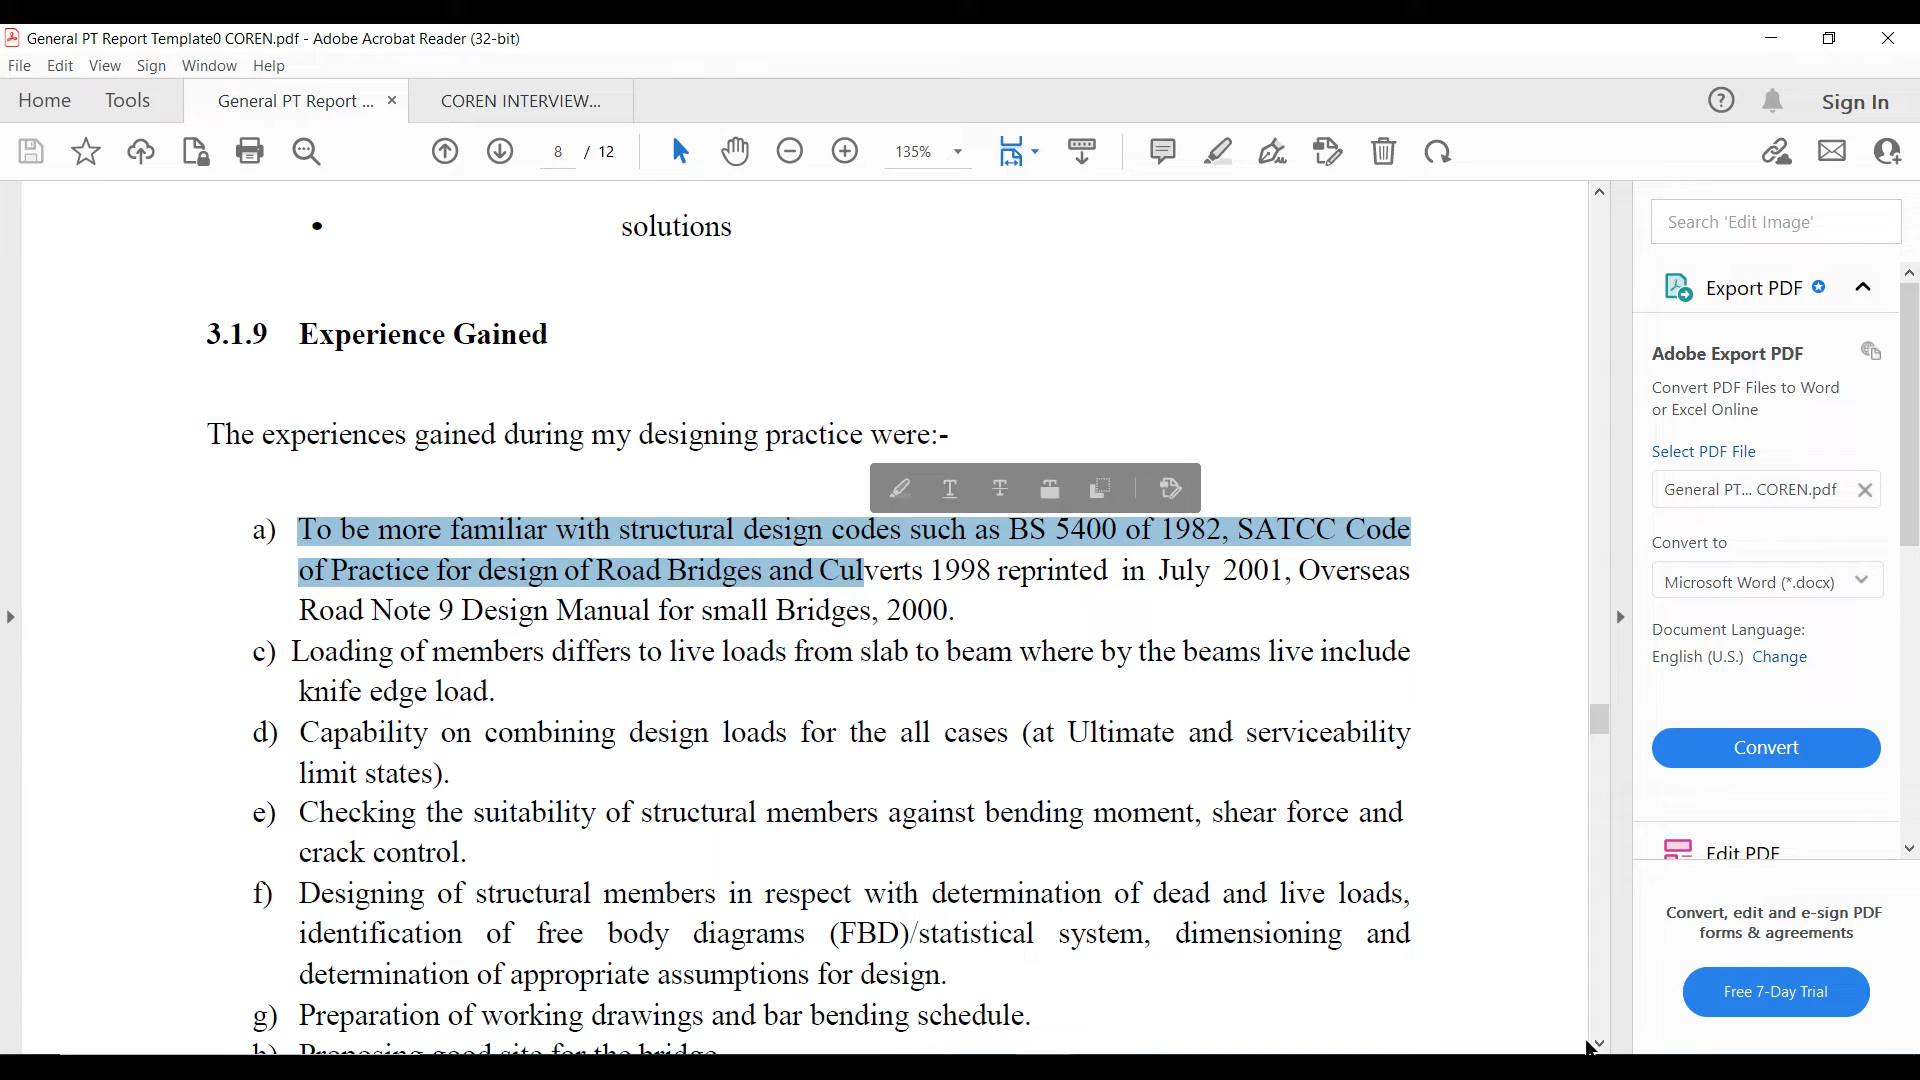 General PT Report Template0 COREN.pdf - Adobe Acrobat Reader (32-bit)
File Edit View Sign Window Help
Home Tools General PT Report ... × COREN INTERVIEW... Sign In
8 / 12 135%
• solutions
3.1.9 Experience Gained
The experiences gained during my designing practice were:-
a) To be more familiar with structural design codes such as BS 5400 of 1982, SATCC Code
of Practice for design of Road Bridges and Culverts 1998 reprinted in July 2001, Overseas
Road Note 9 Design Manual for small Bridges, 2000.
c) Loading of members differs to live loads from slab to beam where by the beams live include
knife edge load.
d) Capability on combining design loads for the all cases (at Ultimate and serviceability
limit states).
e) Checking the suitability of structural members against bending moment, shear force and
crack control.
f) Designing of structural members in respect with determination of dead and live loads,
identification of free body diagrams (FBD)/statistical system, dimensioning and
determination of appropriate assumptions for design.
g) Preparation of working drawings and bar bending schedule.
h) Proposing good site for the bridge
Search 'Edit Image'
Export PDF
Adobe Export PDF
Convert PDF Files to Word
or Excel Online
Select PDF File
General PT... COREN.pdf
Convert to
Microsoft Word (*.docx)
Document Language:
English (U.S.) Change
Convert
Edit PDF
Convert, edit and e-sign PDF
forms & agreements
Free 7-Day Trial